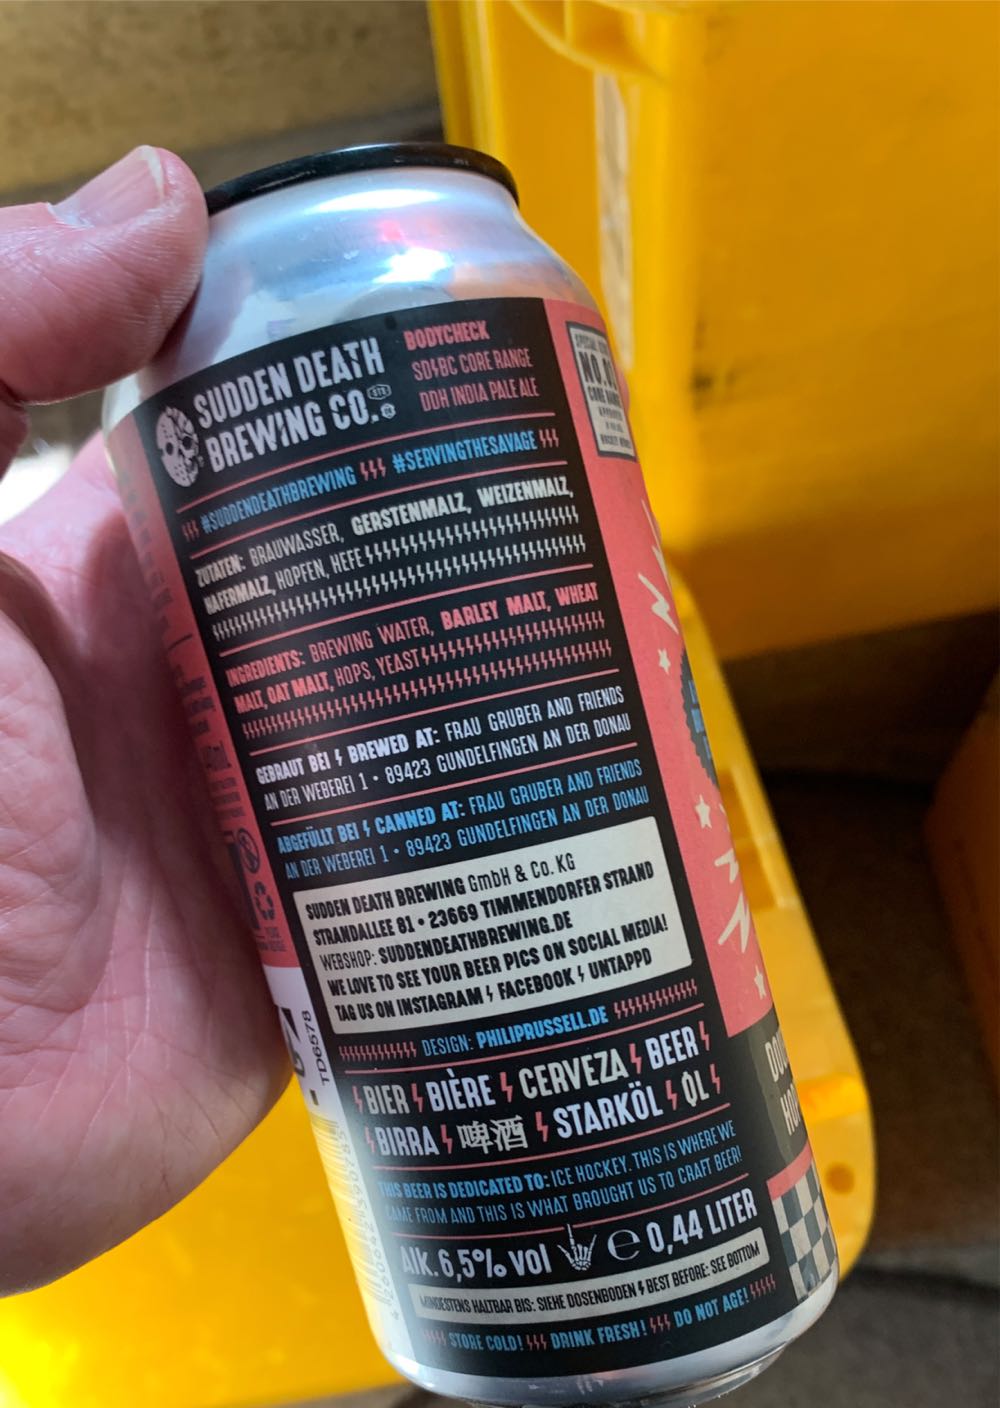 SUDDEN DEATH
BREWING CO.
BODYCHECK
SD BC CORE RANGE
DDH INDIA PALE ALE
#SUDDENDEATHBREWING #SERVINGTHESAVAGE
ZUTATEN: BRAUWASSER, GERSTENMALZ, WEIZENMALZ,
HAFERMALZ, HOPFEN, HEFE
INGREDIENTS: BREWING WATER, BARLEY MALT, WHEAT
MALT, OAT MALT, HOPS, YEAST
GEBRAUT BEI BREWED AT: FRAU GRUBER AND FRIENDS
AN DER WEBEREI 1 • 89423 GUNDELFINGEN AN DER DONAU
ABGEFÜLLT BEI CANNED AT: FRAU GRUBER AND FRIENDS
AN DER WEBEREI 1 • 89423 GUNDELFINGEN AN DER DONAU
SUDDEN DEATH BREWING GmbH & Co. KG
STRANDALLEE 81 • 23669 TIMMENDORFER STRAND
WEBSHOP: SUDDENDEATHBREWING.DE
WE LOVE TO SEE YOUR BEER PICS ON SOCIAL MEDIA!
TAG US ON INSTAGRAM FACEBOOK UNTAPPD
DESIGN: PHILIPRUSSELL.DE
BIER BIÈRE CERVEZA BEER
BIRRA 啤酒 STARKÖL ØL
THIS BEER IS DEDICATED TO: ICE HOCKEY. THIS IS WHERE WE
CAME FROM AND THIS IS WHAT BROUGHT US TO CRAFT BEER!
Alk. 6,5% VOL e 0,44 LITER
MINDESTENS HALTBAR BIS: SIEHE DOSENBODEN BEST BEFORE: SEE BOTTOM
STORE COLD! DRINK FRESH! DO NOT AGE!
TD6578
CORE RANGE